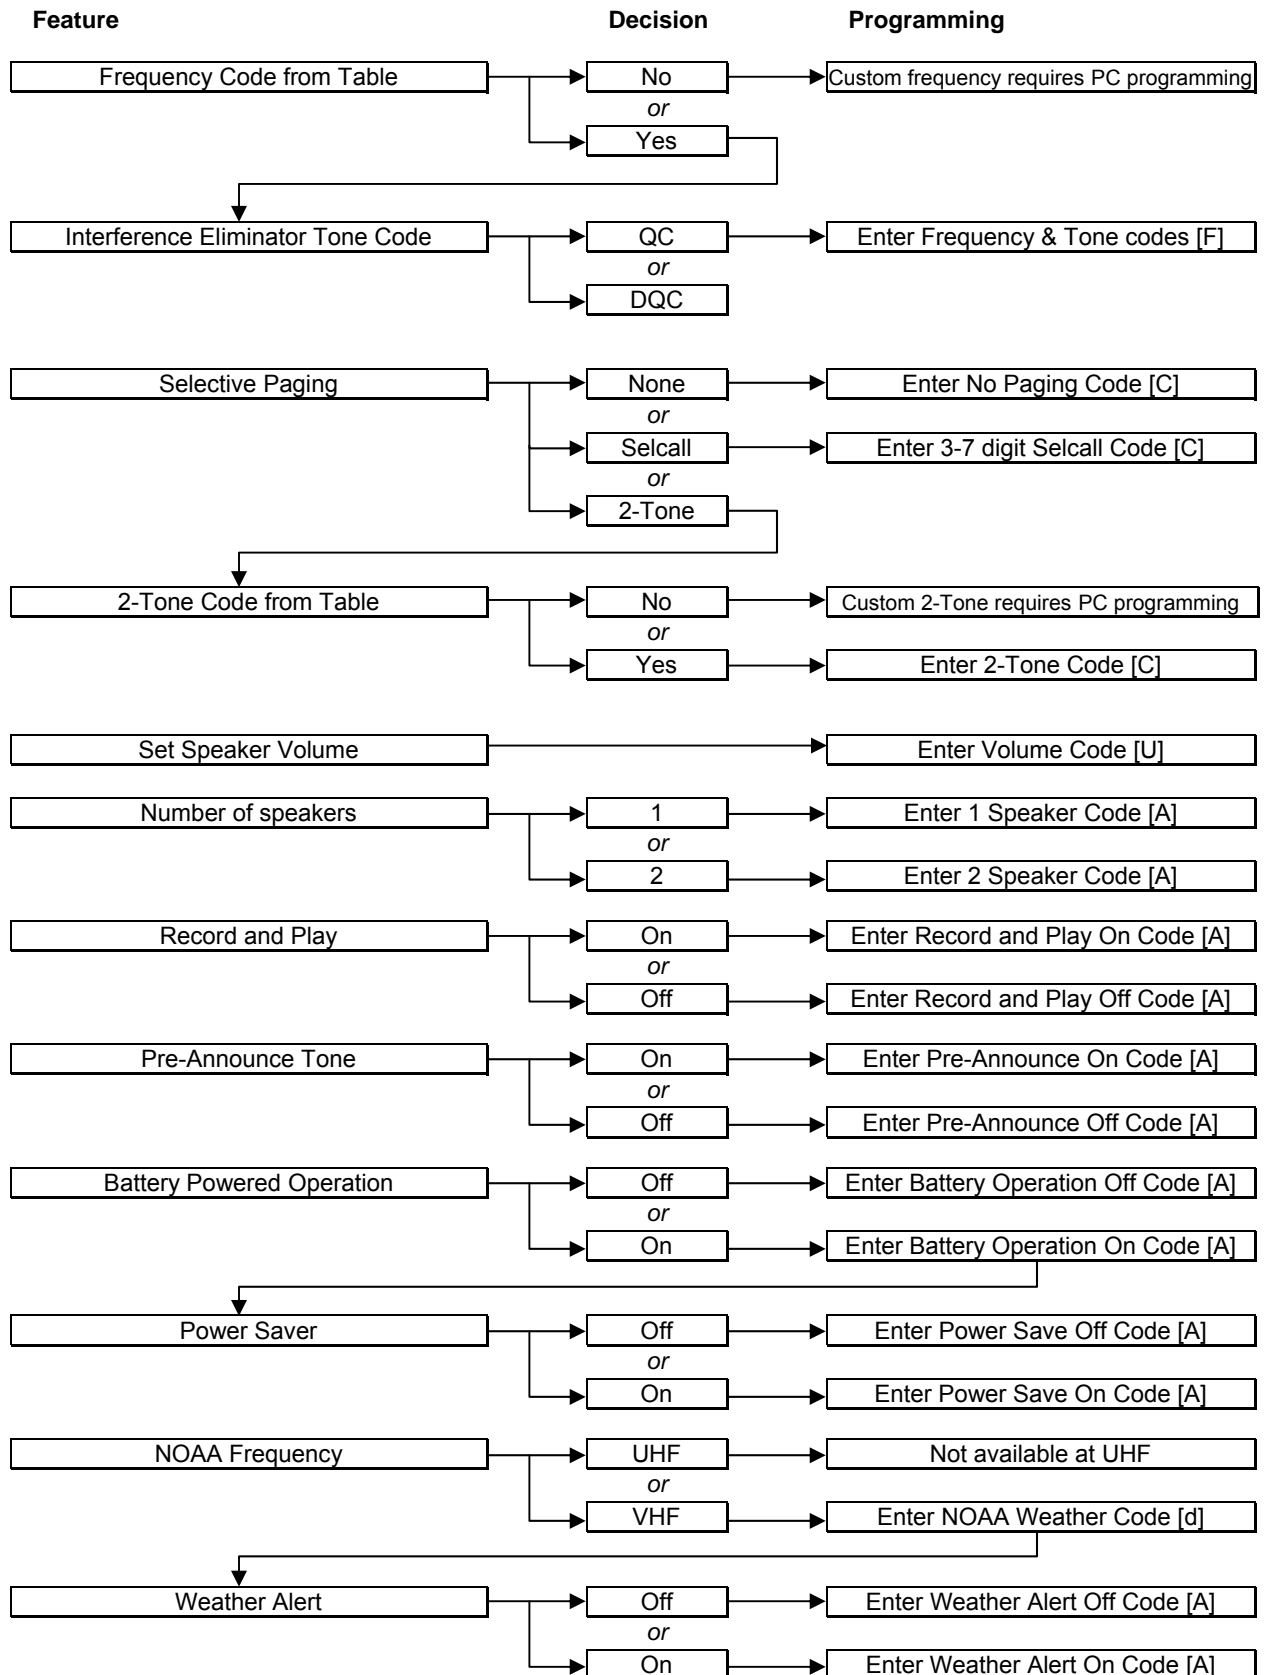 Feature Decision Programming
Frequency Code from Table No Custom frequency requires PC programming
or
Yes
Interference Eliminator Tone Code QC Enter Frequency & Tone codes [F]
or
DQC
Selective Paging None Enter No Paging Code [C]
or
Selcall Enter 3-7 digit Selcall Code [C]
or
2-Tone
2-Tone Code from Table No Custom 2-Tone requires PC programming
or
Yes Enter 2-Tone Code [C]
Set Speaker Volume Enter Volume Code [U]
Number of speakers 1 Enter 1 Speaker Code [A]
or
2 Enter 2 Speaker Code [A]
Record and Play On Enter Record and Play On Code [A]
or
Off Enter Record and Play Off Code [A]
Pre-Announce Tone On Enter Pre-Announce On Code [A]
or
Off Enter Pre-Announce Off Code [A]
Battery Powered Operation Off Enter Battery Operation Off Code [A]
or
On Enter Battery Operation On Code [A]
Power Saver Off Enter Power Save Off Code [A]
or
On Enter Power Save On Code [A]
NOAA Frequency UHF Not available at UHF
or
VHF Enter NOAA Weather Code [d]
Weather Alert Off Enter Weather Alert Off Code [A]
or
On Enter Weather Alert On Code [A]